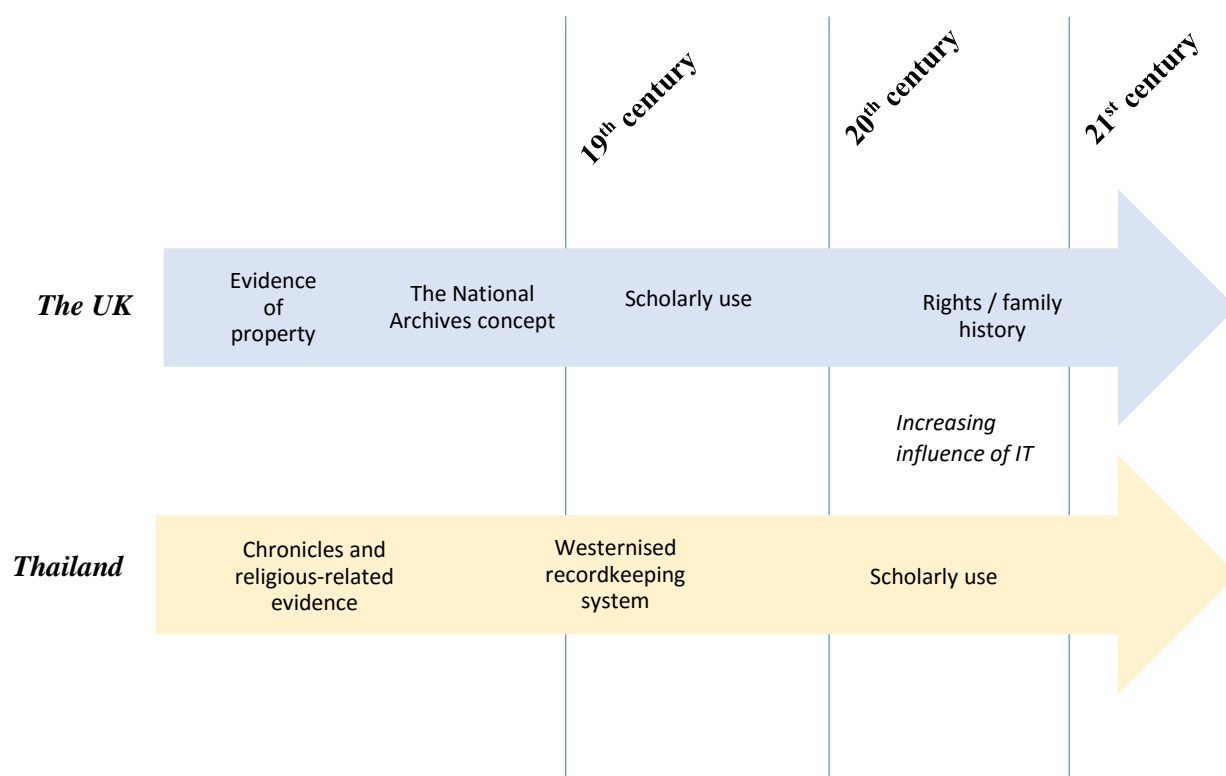 19th century
20th century
21st century
The UK
Evidence
of
property
The National
Archives concept
Scholarly use
Rights / family
history
Increasing
influence of IT
Thailand
Chronicles and
religious-related
evidence
Westernised
recordkeeping
system
Scholarly use